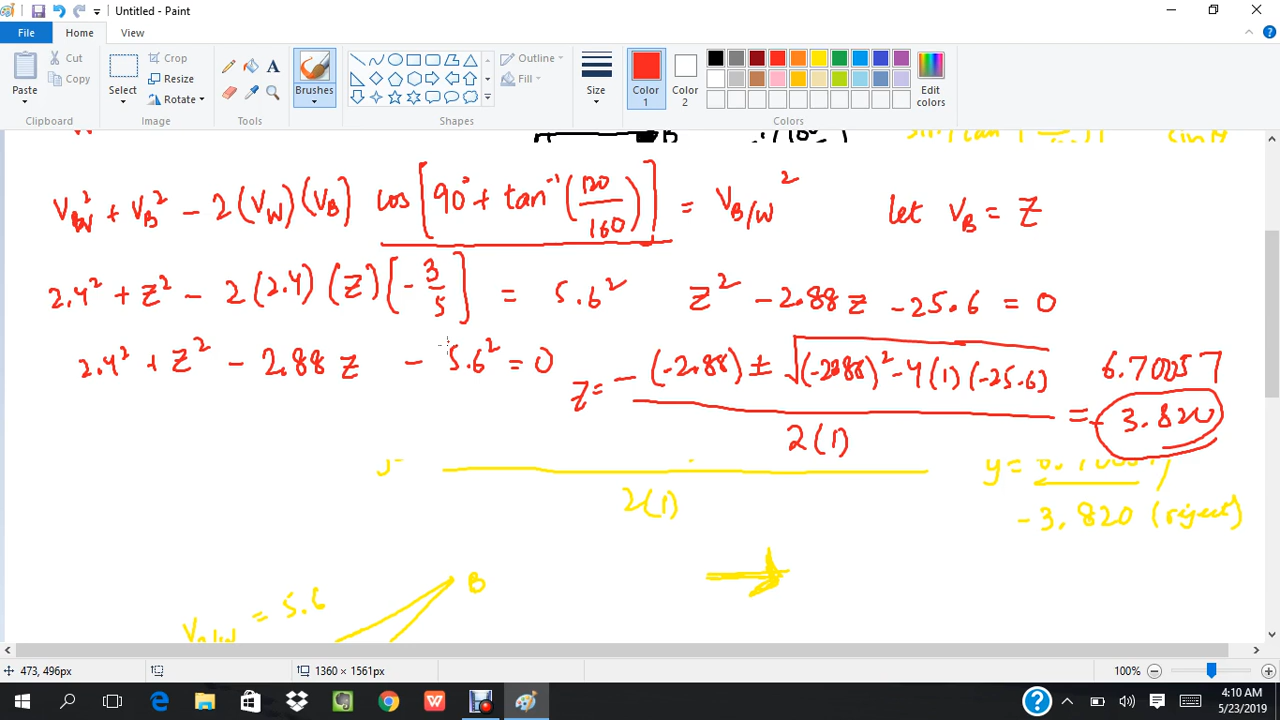 Untitled - Paint
File Home View
Cut
Copy
Paste
Clipboard
Crop
Resize
Rotate
Select
Image
Tools
Brushes
Outline
Fill
Shapes
Size
Color 1
Color 2
Edit colors
Colors
B
V_W² + V_B² - 2(V_W)(V_B) cos[90° + tan⁻¹(120/160)] = V_B/W² let V_B = Z
2.4² + z² - 2(2.4)(z)[-3/5] = 5.6² z² - 2.88z - 25.6 = 0
2.4² + z² - 2.88z - 5.6² = 0
z = -(-2.88) ± √(-2.88)² - 4(1)(-25.6) / 2(1) = 6.70057
-3.820
2(1)
y =
-3.820 (reject)
V_B/W = 5.6 B
473, 496px 1360 × 1561px 100%
4:10 AM
5/23/2019